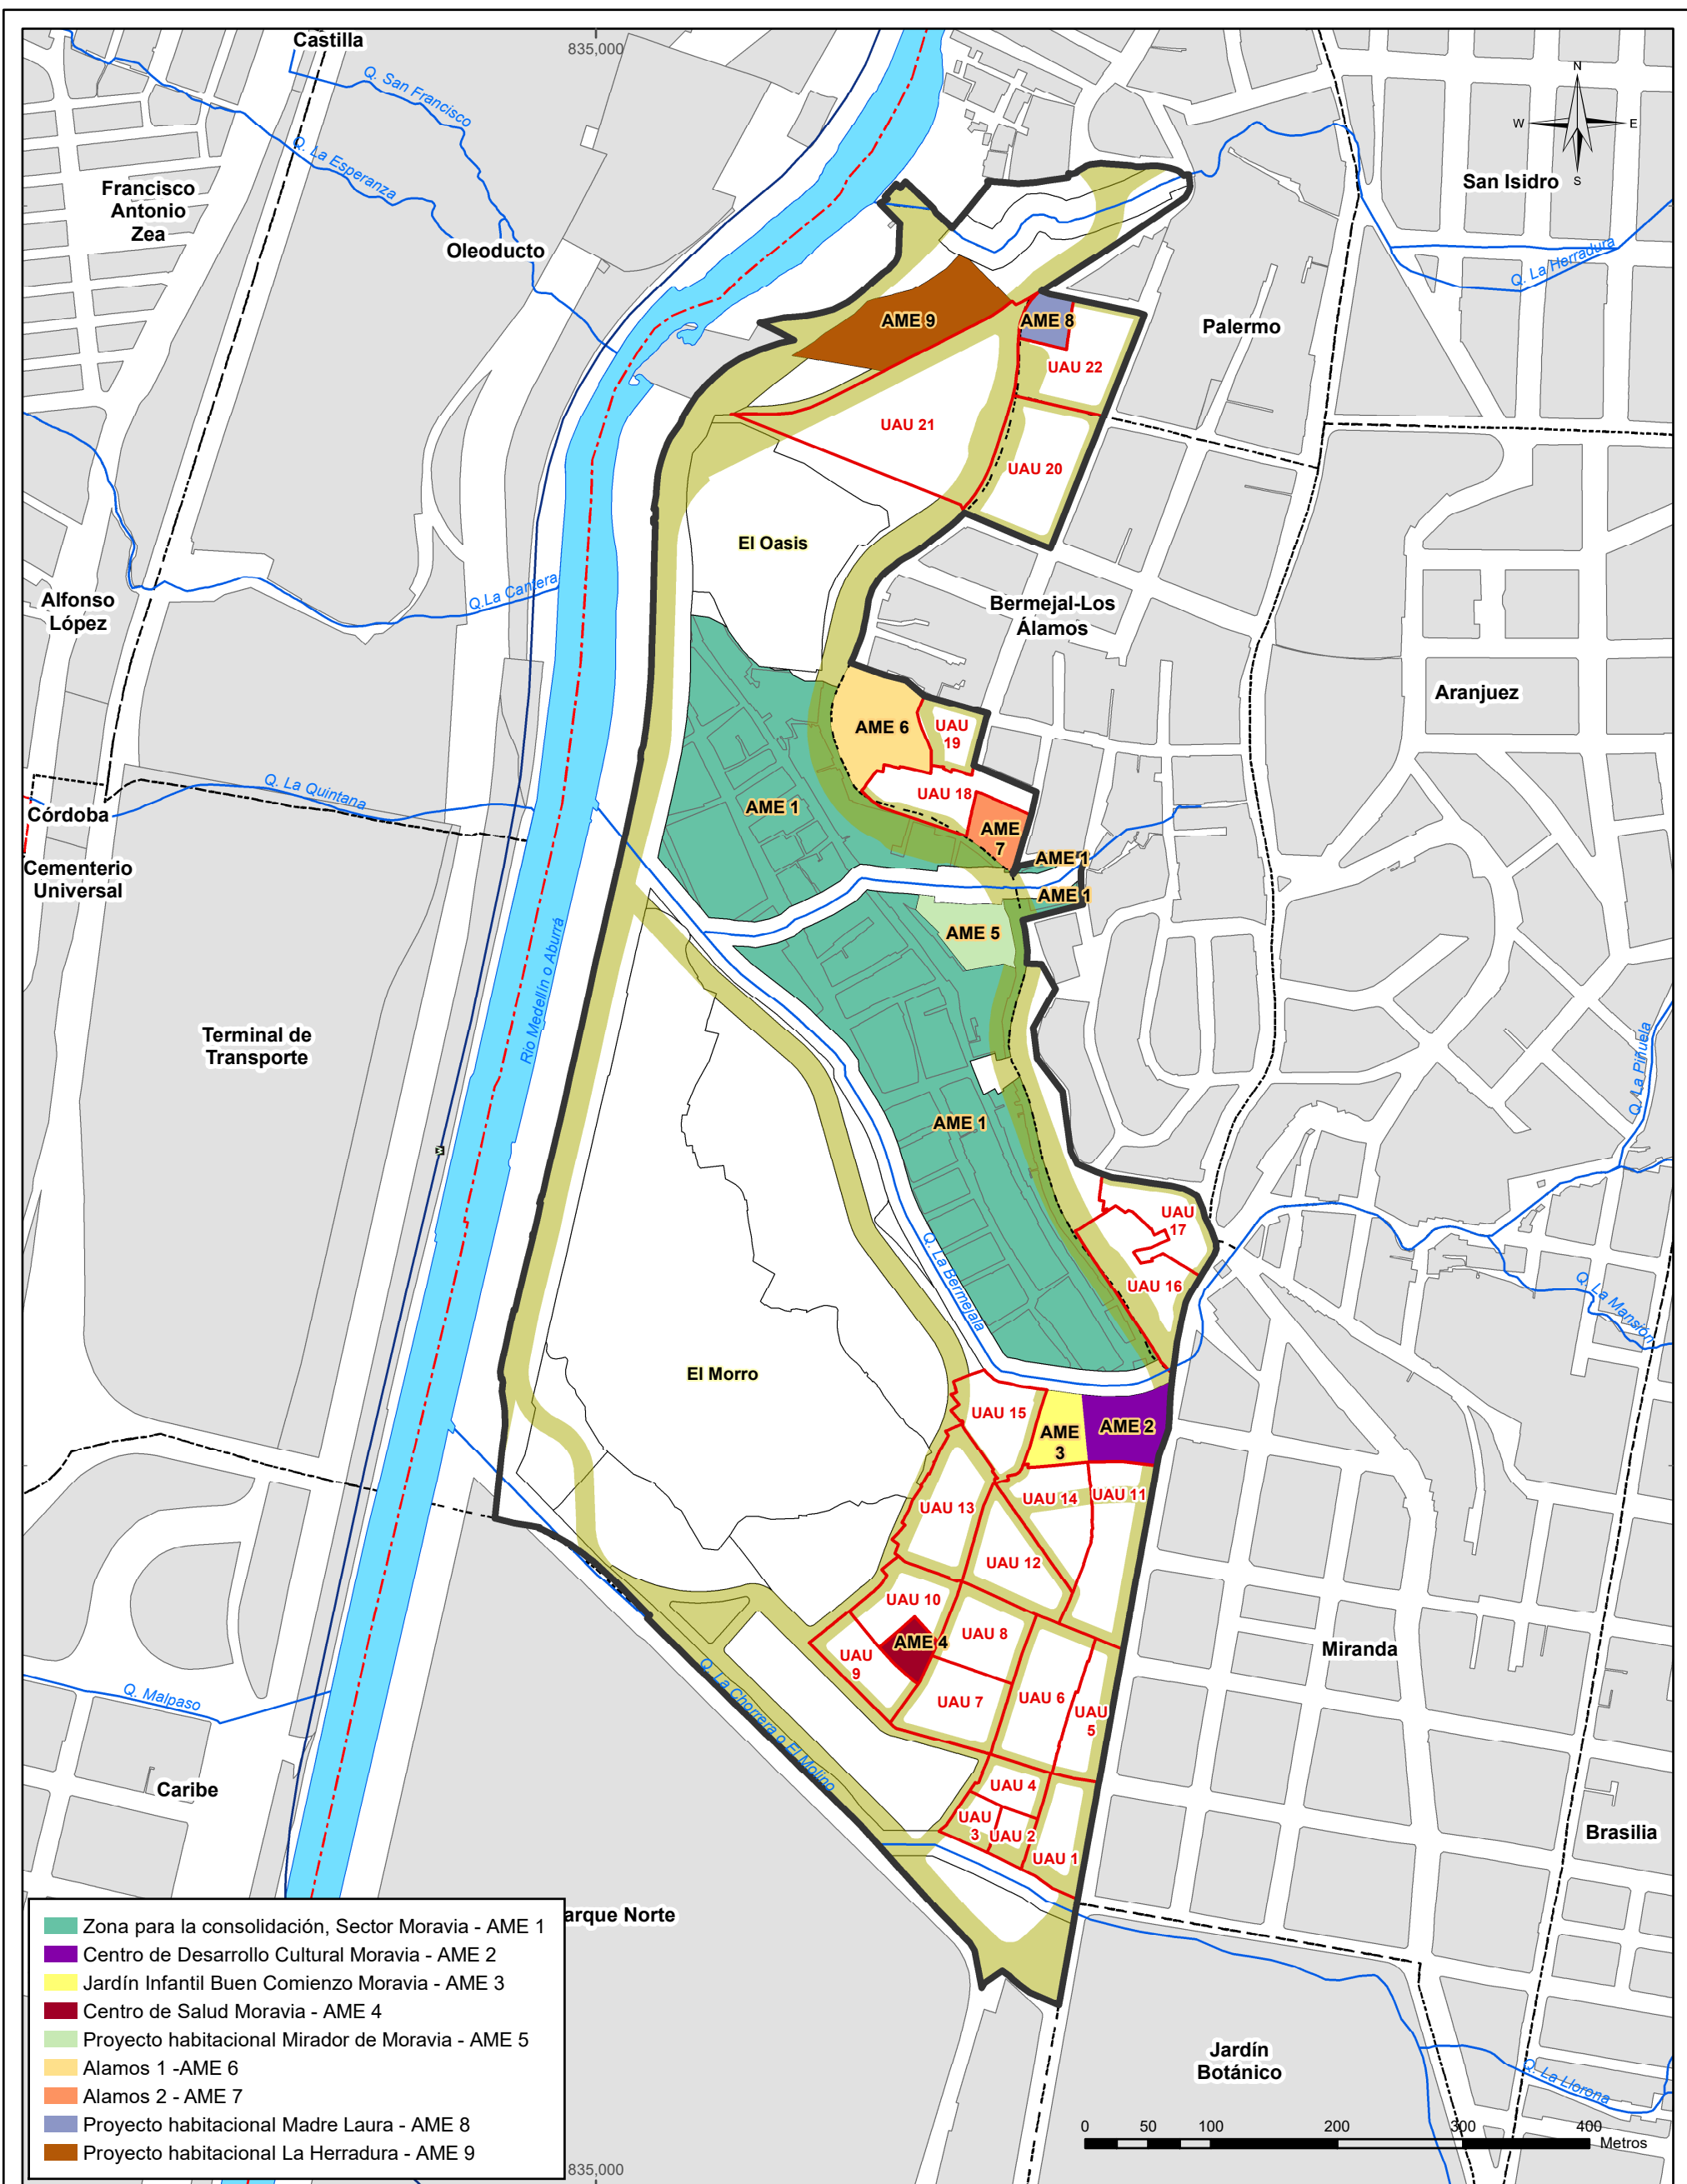 Castilla
835,000
Q. San Francisco
Q. La Esperanza
N
W
E
S
San Isidro
Francisco
Antonio
Zea
Oleoducto
Q. La Herradura
AME 9
AME 8
Palermo
UAU 22
UAU 21
UAU 20
El Oasis
Q.La Cantera
Alfonso
López
Bermejal-Los
Álamos
Aranjuez
AME 6
UAU
19
Q. La Quintana
UAU 18
AME 1
Córdoba
AME
7
AME 1
Cementerio
Universal
AME 1
AME 5
Rio Medellín o Aburrá
Terminal de
Transporte
Q. La Piñuela
AME 1
UAU
17
Q. La Bermejala
UAU 16
Q. La Mansión
El Morro
UAU 15
AME
3
AME 2
UAU 13
UAU 14
UAU 11
UAU 12
UAU 10
AME 4
UAU 8
UAU
9
Miranda
Q. La Chorrera o El Molino
Q. Malpaso
UAU 7
UAU 6
UAU
5
Caribe
UAU 4
UAU
3
UAU 2
UAU 1
Brasilia
arque Norte
Zona para la consolidación, Sector Moravia - AME 1
Centro de Desarrollo Cultural Moravia - AME 2
Jardín Infantil Buen Comienzo Moravia - AME 3
Centro de Salud Moravia - AME 4
Proyecto habitacional Mirador de Moravia - AME 5
Alamos 1 -AME 6
Alamos 2 - AME 7
Proyecto habitacional Madre Laura - AME 8
Proyecto habitacional La Herradura - AME 9
Jardín
Botánico
Q. La Llorona
0 50 100 200 300 400
Metros
835,000